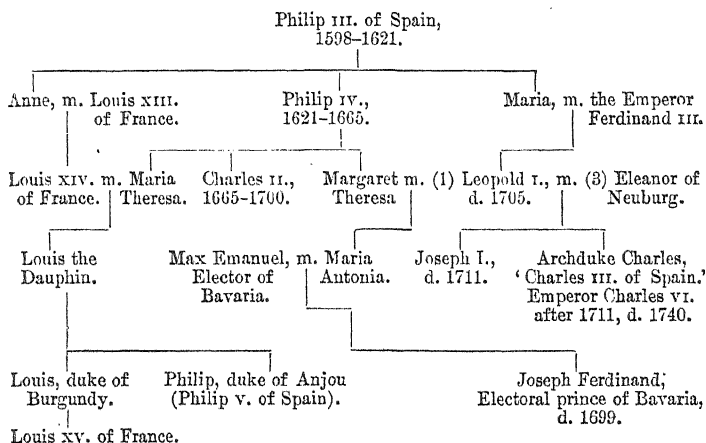 Philip III. of Spain,
1598–1621.
Anne, m. Louis XIII.
of France.
Philip IV.,
1621–1665.
Maria, m. the Emperor
Ferdinand III.
Louis XIV. m. Maria
of France. Theresa.
Charles II.,
1665–1700.
Margaret m. (1) Leopold I., m. (3) Eleanor of
Theresa d. 1705. Neuburg.
Louis the
Dauphin.
Max Emanuel, m. Maria
Elector of Antonia.
Bavaria.
Joseph I.,
d. 1711.
Archduke Charles,
'Charles III. of Spain.'
Emperor Charles VI.
after 1711, d. 1740.
Louis, duke of
Burgundy.
Philip, duke of Anjou
(Philip V. of Spain).
Joseph Ferdinand,
Electoral prince of Bavaria,
d. 1699.
Louis XV. of France.